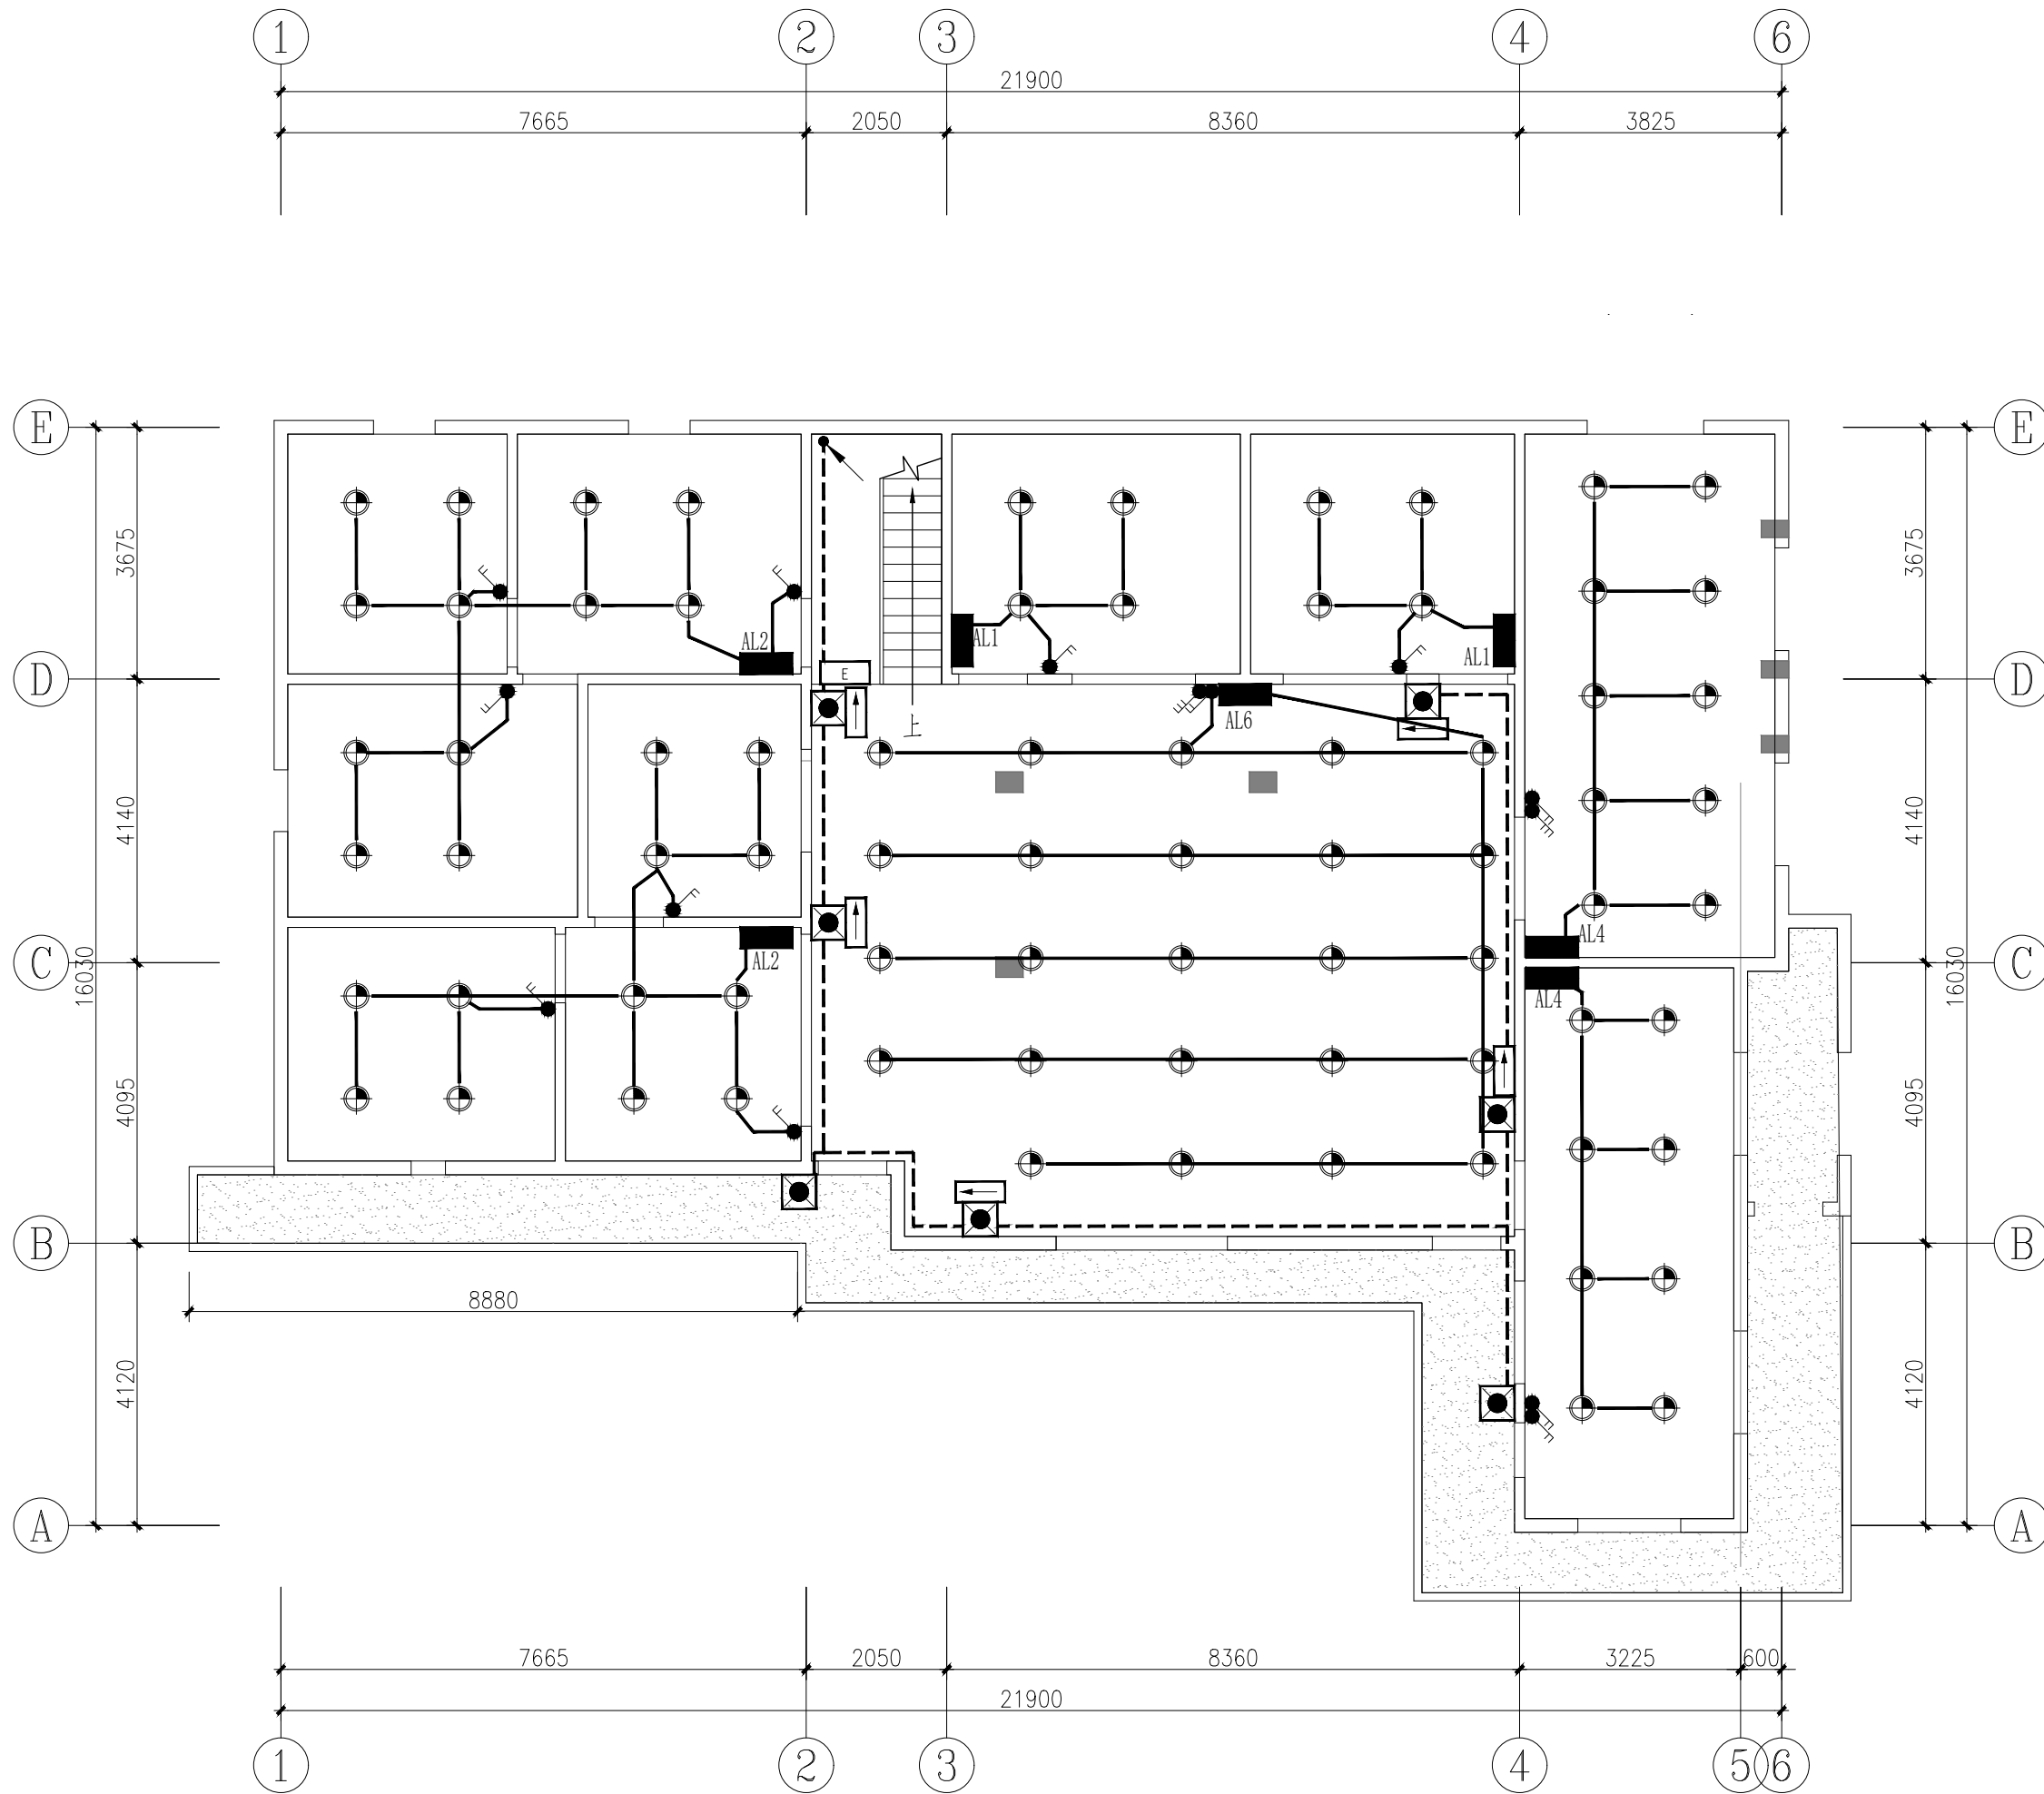 1 2 3 4 6
21900
7665 2050 8360 3825
E E
3675 3675
F F
AL2 AL1 F F AL1
E
D D
F AL6
上
4140 4140
F
F
F
AL4
C AL2 C
16030 16030
AL4
F
4095 4095
F
B B
8880
4120 4120
F
F
A A
7665 2050 8360 3225 600
21900
1 2 3 4 5 6